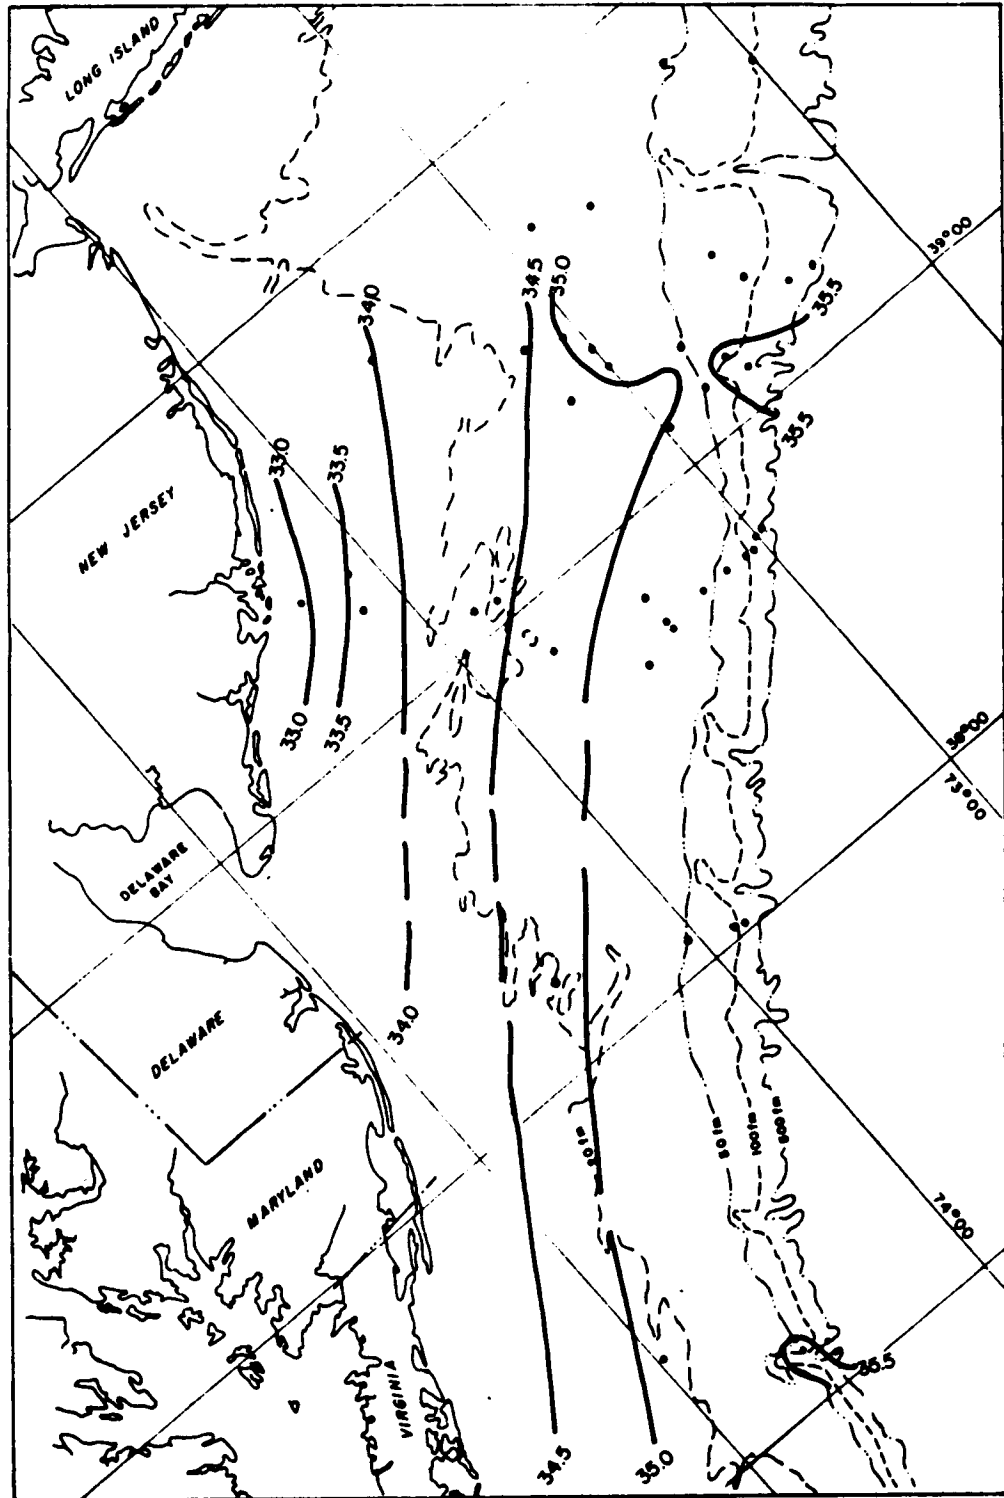 LONG ISLAND
39°00
34.0
34.5
35.0
35.5
35.5
33.0
33.5
NEW JERSEY
33.0
33.5
38°00
73°00
DELAWARE
BAY
34.0
DELAWARE
20fm
50fm
100fm
500fm
MARYLAND
74°00
35.5
VIRGINIA
34.5
35.0